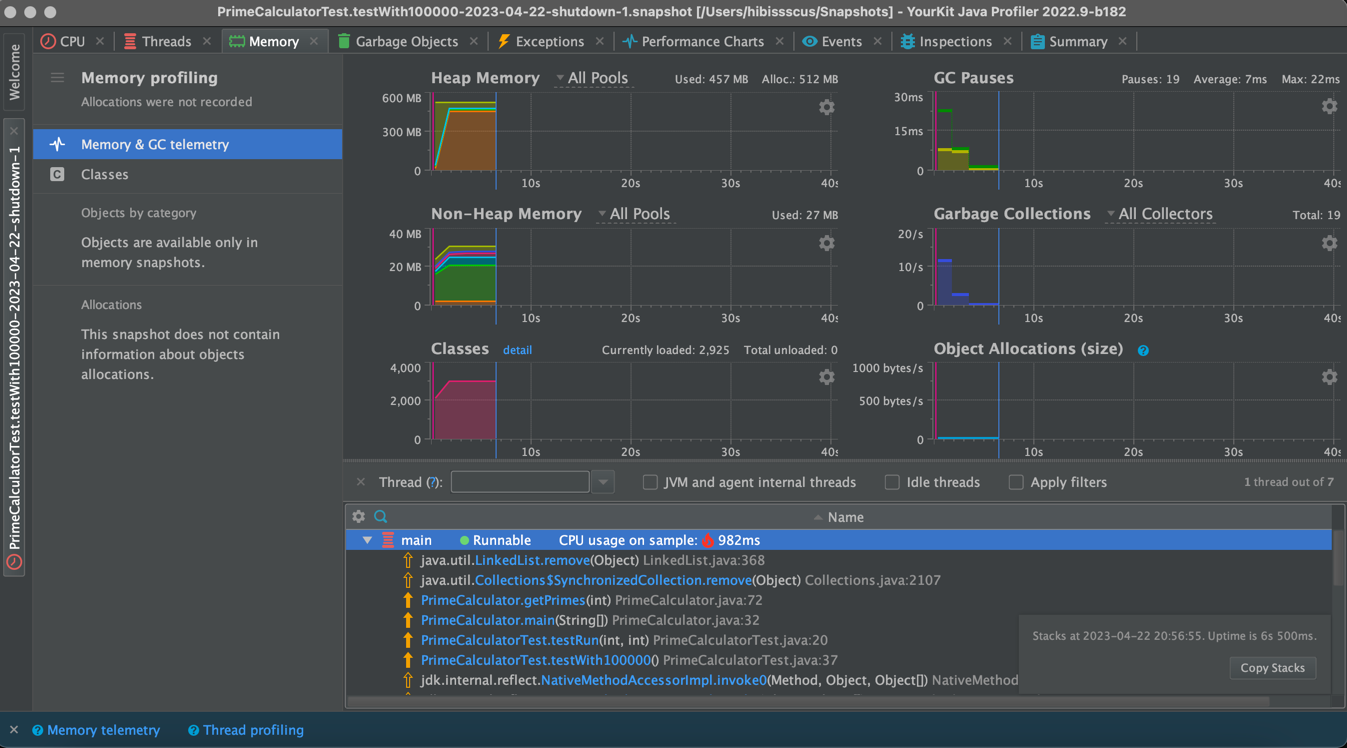 PrimeCalculatorTest.testWith100000-2023-04-22-shutdown-1.snapshot [/Users/hibissscus/Snapshots] - YourKit Java Profiler 2022.9-b182
Welcome
PrimeCalculatorTest.testWith100000-2023-04-22-shutdown-1
CPU
Threads
Memory
Garbage Objects
Exceptions
Performance Charts
Events
Inspections
Summary
Memory profiling
Allocations were not recorded
Memory & GC telemetry
C Classes
Objects by category
Objects are available only in
memory snapshots.
Allocations
This snapshot does not contain
information about objects
allocations.
Heap Memory All Pools Used: 457 MB Alloc.: 512 MB
600 MB
300 MB
0
10s 20s 30s 40s
GC Pauses Pauses: 19 Average: 7ms Max: 22ms
30ms
15ms
0
10s 20s 30s 40s
Non-Heap Memory All Pools Used: 27 MB
40 MB
20 MB
0
10s 20s 30s 40s
Garbage Collections All Collectors Total: 19
20/s
10/s
0
10s 20s 30s 40s
Classes detail Currently loaded: 2,925 Total unloaded: 0
4,000
2,000
0
10s 20s 30s 40s
Object Allocations (size) ?
1000 bytes/s
500 bytes/s
0
10s 20s 30s 40s
Thread (?): JVM and agent internal threads Idle threads Apply filters 1 thread out of 7
Name
main Runnable CPU usage on sample: 982ms
java.util.LinkedList.remove(Object) LinkedList.java:368
java.util.Collections$SynchronizedCollection.remove(Object) Collections.java:2107
PrimeCalculator.getPrimes(int) PrimeCalculator.java:72
PrimeCalculator.main(String[]) PrimeCalculator.java:32
PrimeCalculatorTest.testRun(int, int) PrimeCalculatorTest.java:20
PrimeCalculatorTest.testWith100000() PrimeCalculatorTest.java:37
jdk.internal.reflect.NativeMethodAccessorImpl.invoke0(Method, Object, Object[]) NativeMethod
Stacks at 2023-04-22 20:56:55. Uptime is 6s 500ms.
Copy Stacks
? Memory telemetry ? Thread profiling